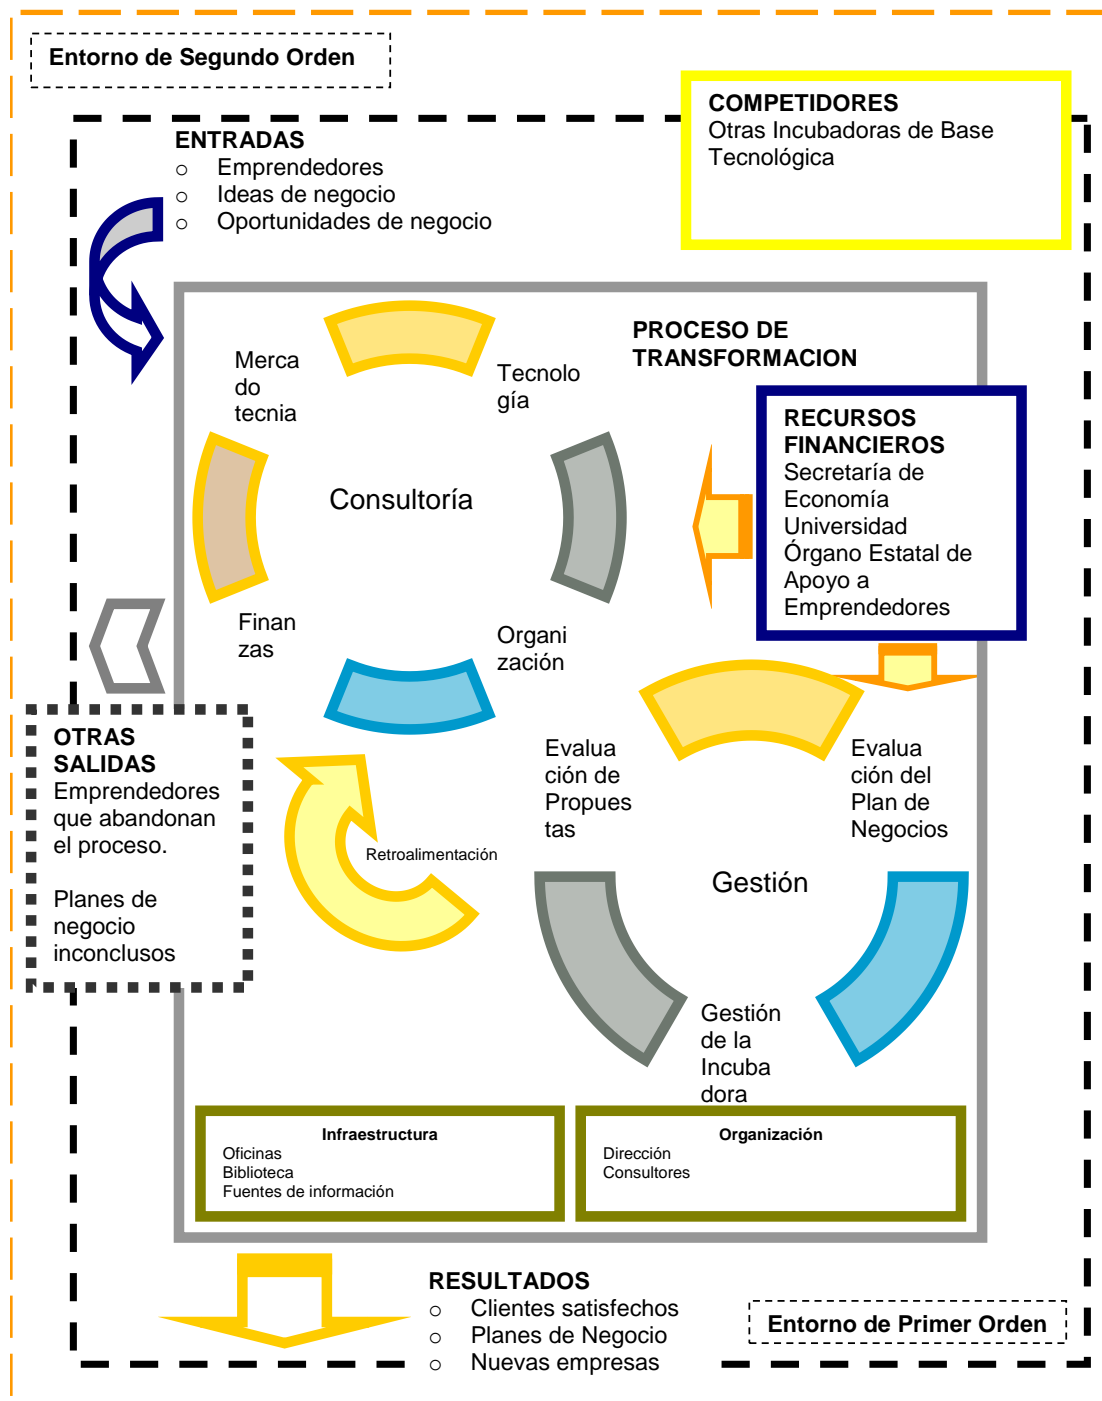 Entorno de Segundo Orden
COMPETIDORES
Otras Incubadoras de Base
Tecnológica
ENTRADAS
o Emprendedores
o Ideas de negocio
o Oportunidades de negocio
PROCESO DE
TRANSFORMACION
Merca
do
tecnia
Tecnolo
gía
Consultoría
Finan
zas
Organi
zación
RECURSOS
FINANCIEROS
Secretaría de
Economía
Universidad
Órgano Estatal de
Apoyo a
Emprendedores
OTRAS
SALIDAS
Emprendedores
que abandonan
el proceso.
Planes de
negocio
inconclusos
Retroalimentación
Evalua
ción de
Propues
tas
Evalua
ción del
Plan de
Negocios
Gestión
Gestión
de la
Incuba
dora
Infraestructura
Oficinas
Biblioteca
Fuentes de información
Organización
Dirección
Consultores
RESULTADOS
o Clientes satisfechos
o Planes de Negocio
o Nuevas empresas
Entorno de Primer Orden